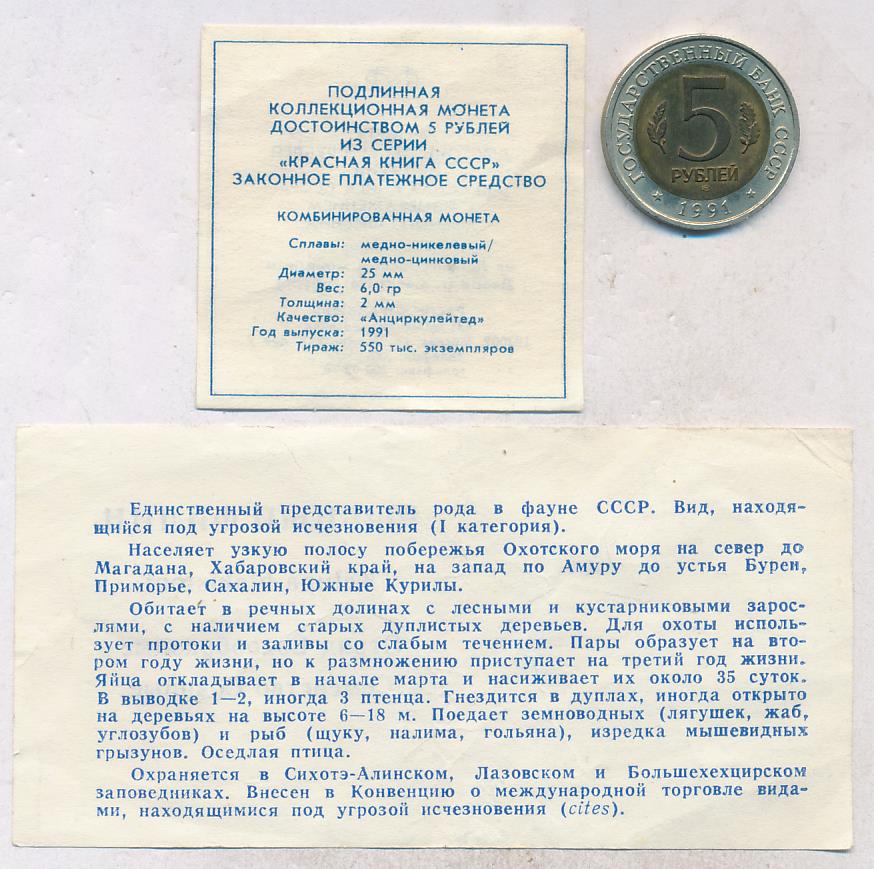 ПОДЛИННАЯ
КОЛЛЕКЦИОННАЯ МОНЕТА
ДОСТОИНСТВОМ 5 РУБЛЕЙ
ИЗ СЕРИИ
«КРАСНАЯ КНИГА СССР»
ЗАКОННОЕ ПЛАТЕЖНОЕ СРЕДСТВО
КОМБИНИРОВАННАЯ МОНЕТА
Сплавы: медно-никелевый/
медно-цинковый
Диаметр: 25 мм
Вес: 6,0 гр
Толщина: 2 мм
Качество: «Анциркулейтед»
Год выпуска: 1991
Тираж: 550 тыс. экземпляров
ГОСУДАРСТВЕННЫЙ БАНК СССР
5
РУБЛЕЙ
1991
Единственный представитель рода в фауне СССР. Вид, находя-
щийся под угрозой исчезновения (I категория).
Населяет узкую полосу побережья Охотского моря на север до
Магадана, Хабаровский край, на запад по Амуру до устья Буреи,
Приморье, Сахалин, Южные Курилы.
Обитает в речных долинах с лесными и кустарниковыми зарос-
лями, с наличием старых дуплистых деревьев. Для охоты исполь-
зует протоки и заливы со слабым течением. Пары образует на вто-
ром году жизни, но к размножению приступает на третий год жизни.
Яйца откладывает в начале марта и насиживает их около 35 суток.
В выводке 1—2, иногда 3 птенца. Гнездится в дуплах, иногда открыто
на деревьях на высоте 6—18 м. Поедает земноводных (лягушек, жаб,
углозубов) и рыб (щуку, налима, гольяна), изредка мышевидных
грызунов. Оседлая птица.
Охраняется в Сихотэ-Алинском, Лазовском и Большехехцирском
заповедниках. Внесен в Конвенцию о международной торговле вида-
ми, находящимися под угрозой исчезновения (cites).